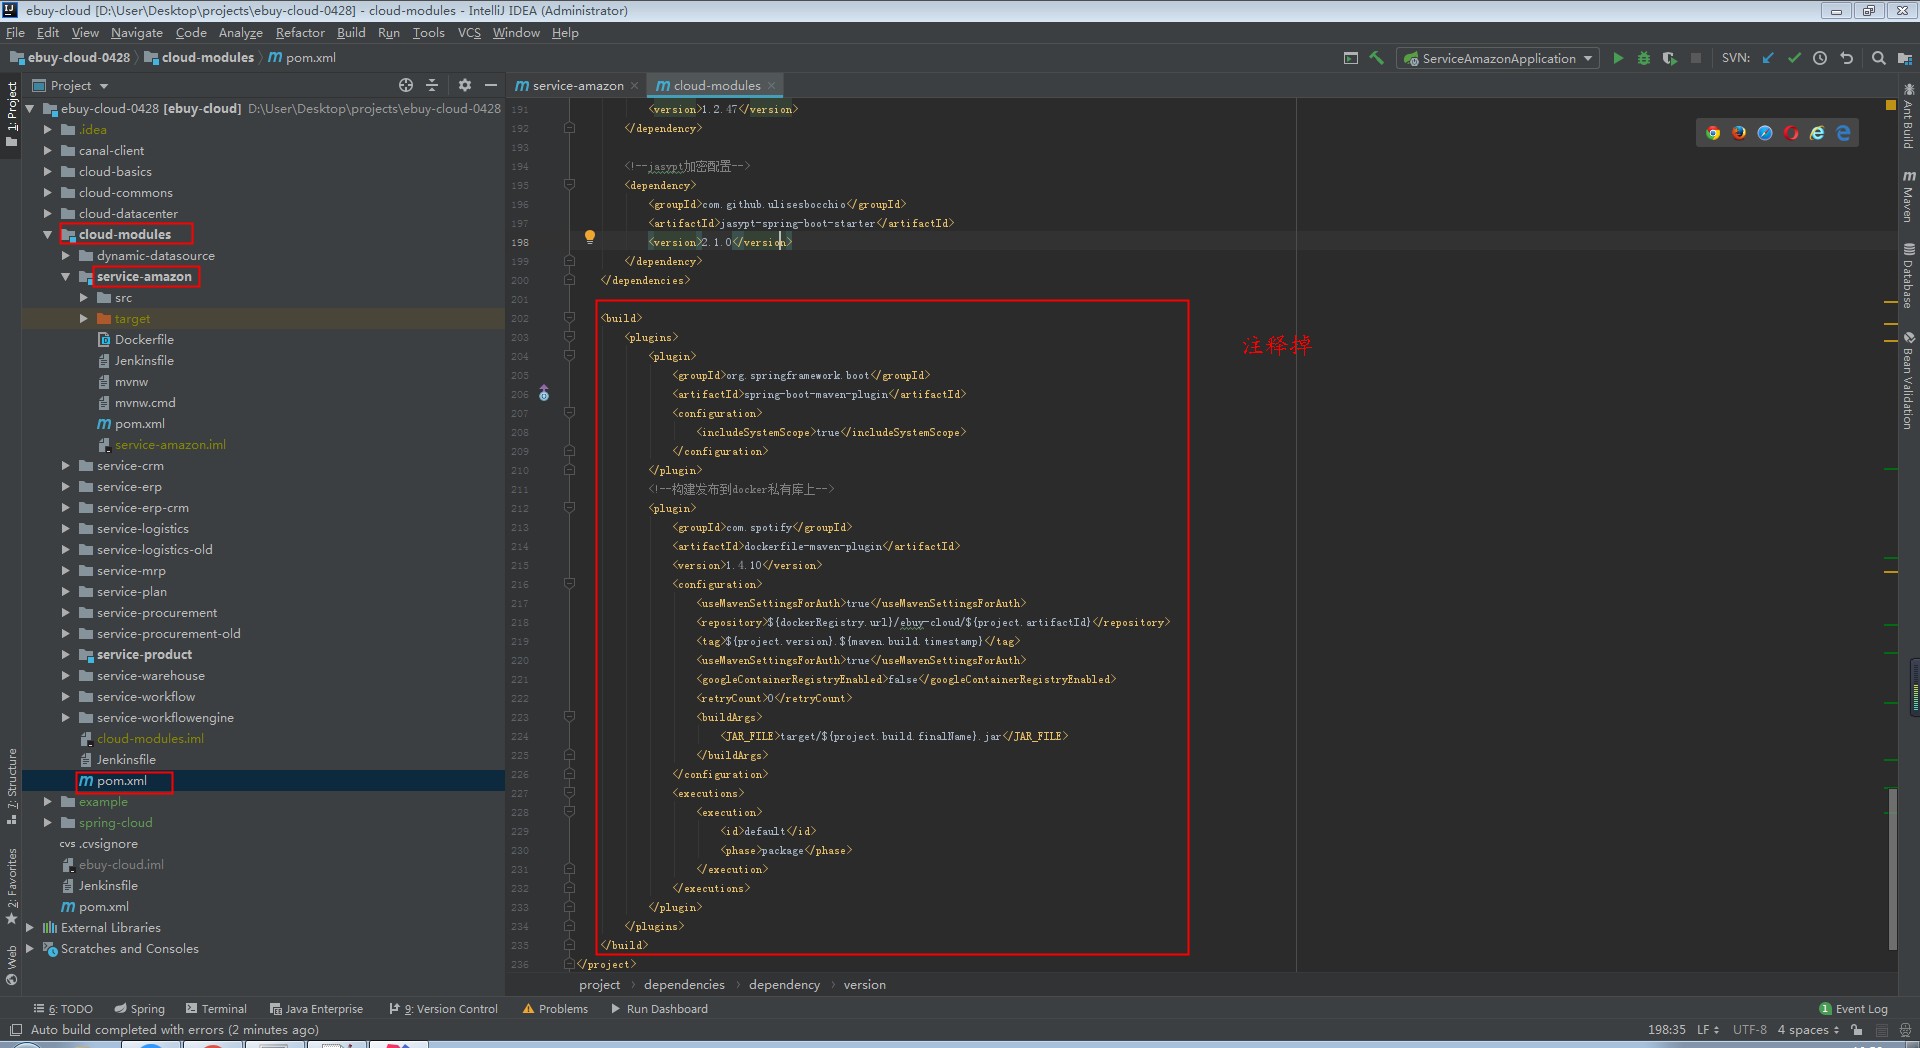 ebuy-cloud [D:\User\Desktop\projects\ebuy-cloud-0428] - cloud-modules - IntelliJ IDEA (Administrator)
File Edit View Navigate Code Analyze Refactor Build Run Tools VCS Window Help
ebuy-cloud-0428 cloud-modules pom.xml
ServiceAmazonApplication
SVN:
Project
service-amazon
cloud-modules
1: Project
7: Structure
2: Favorites
Web
ebuy-cloud-0428 [ebuy-cloud] D:\User\Desktop\projects\ebuy-cloud-0428
.idea
canal-client
cloud-basics
cloud-commons
cloud-datacenter
cloud-modules
dynamic-datasource
service-amazon
src
target
Dockerfile
Jenkinsfile
mvnw
mvnw.cmd
pom.xml
service-amazon.iml
service-crm
service-erp
service-erp-crm
service-logistics
service-logistics-old
service-mrp
service-plan
service-procurement
service-procurement-old
service-product
service-warehouse
service-workflow
service-workflowengine
cloud-modules.iml
Jenkinsfile
pom.xml
example
spring-cloud
.cvsignore
ebuy-cloud.iml
Jenkinsfile
pom.xml
External Libraries
Scratches and Consoles
191 <version>1.2.47</version>
192 </dependency>
193
194 <!--jasypt加密配置-->
195 <dependency>
196 <groupId>com.github.ulisesbocchio</groupId>
197 <artifactId>jasypt-spring-boot-starter</artifactId>
198 <version>2.1.0</version>
199 </dependency>
200 </dependencies>
201
202 <build>
203 <plugins>
204 <plugin>
205 <groupId>org.springframework.boot</groupId>
206 <artifactId>spring-boot-maven-plugin</artifactId>
207 <configuration>
208 <includeSystemScope>true</includeSystemScope>
209 </configuration>
210 </plugin>
211 <!--构建发布到docker私有库上-->
212 <plugin>
213 <groupId>com.spotify</groupId>
214 <artifactId>dockerfile-maven-plugin</artifactId>
215 <version>1.4.10</version>
216 <configuration>
217 <useMavenSettingsForAuth>true</useMavenSettingsForAuth>
218 <repository>${dockerRegistry.url}/ebuy-cloud/${project.artifactId}</repository>
219 <tag>${project.version}.${maven.build.timestamp}</tag>
220 <useMavenSettingsForAuth>true</useMavenSettingsForAuth>
221 <googleContainerRegistryEnabled>false</googleContainerRegistryEnabled>
222 <retryCount>0</retryCount>
223 <buildArgs>
224 <JAR_FILE>target/${project.build.finalName}.jar</JAR_FILE>
225 </buildArgs>
226 </configuration>
227 <executions>
228 <execution>
229 <id>default</id>
230 <phase>package</phase>
231 </execution>
232 </executions>
233 </plugin>
234 </plugins>
235 </build>
236 </project>
注释掉
Ant Build
Maven
Database
Bean Validation
project dependencies dependency version
6: TODO Spring Terminal Java Enterprise 9: Version Control Problems Run Dashboard
1 Event Log
Auto build completed with errors (2 minutes ago)
198:35 LF UTF-8 4 spaces